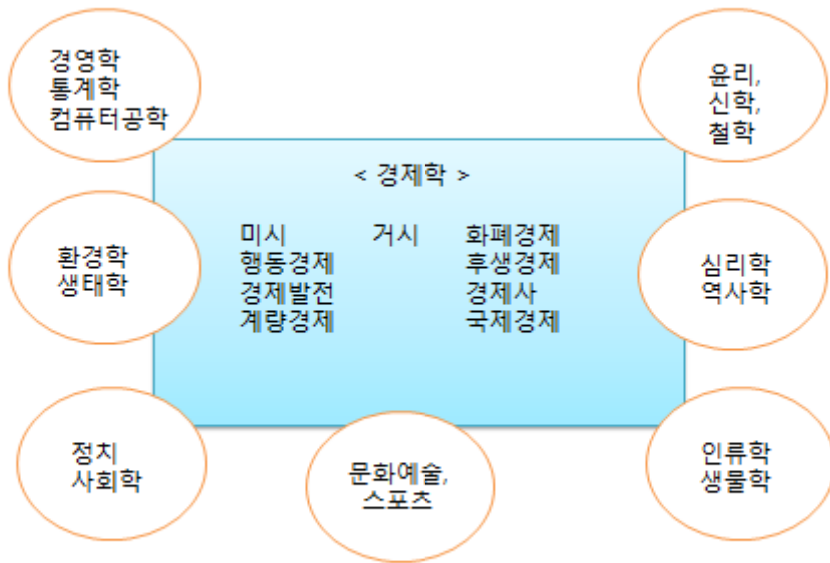 경영학
통계학
컴퓨터공학
윤리,
신학,
철학
< 경제학 >
미시 거시 화폐경제
행동경제 후생경제
경제발전 경제사
계량경제 국제경제
환경학
생태학
심리학
역사학
정치
사회학
문화예술,
스포츠
인류학
생물학